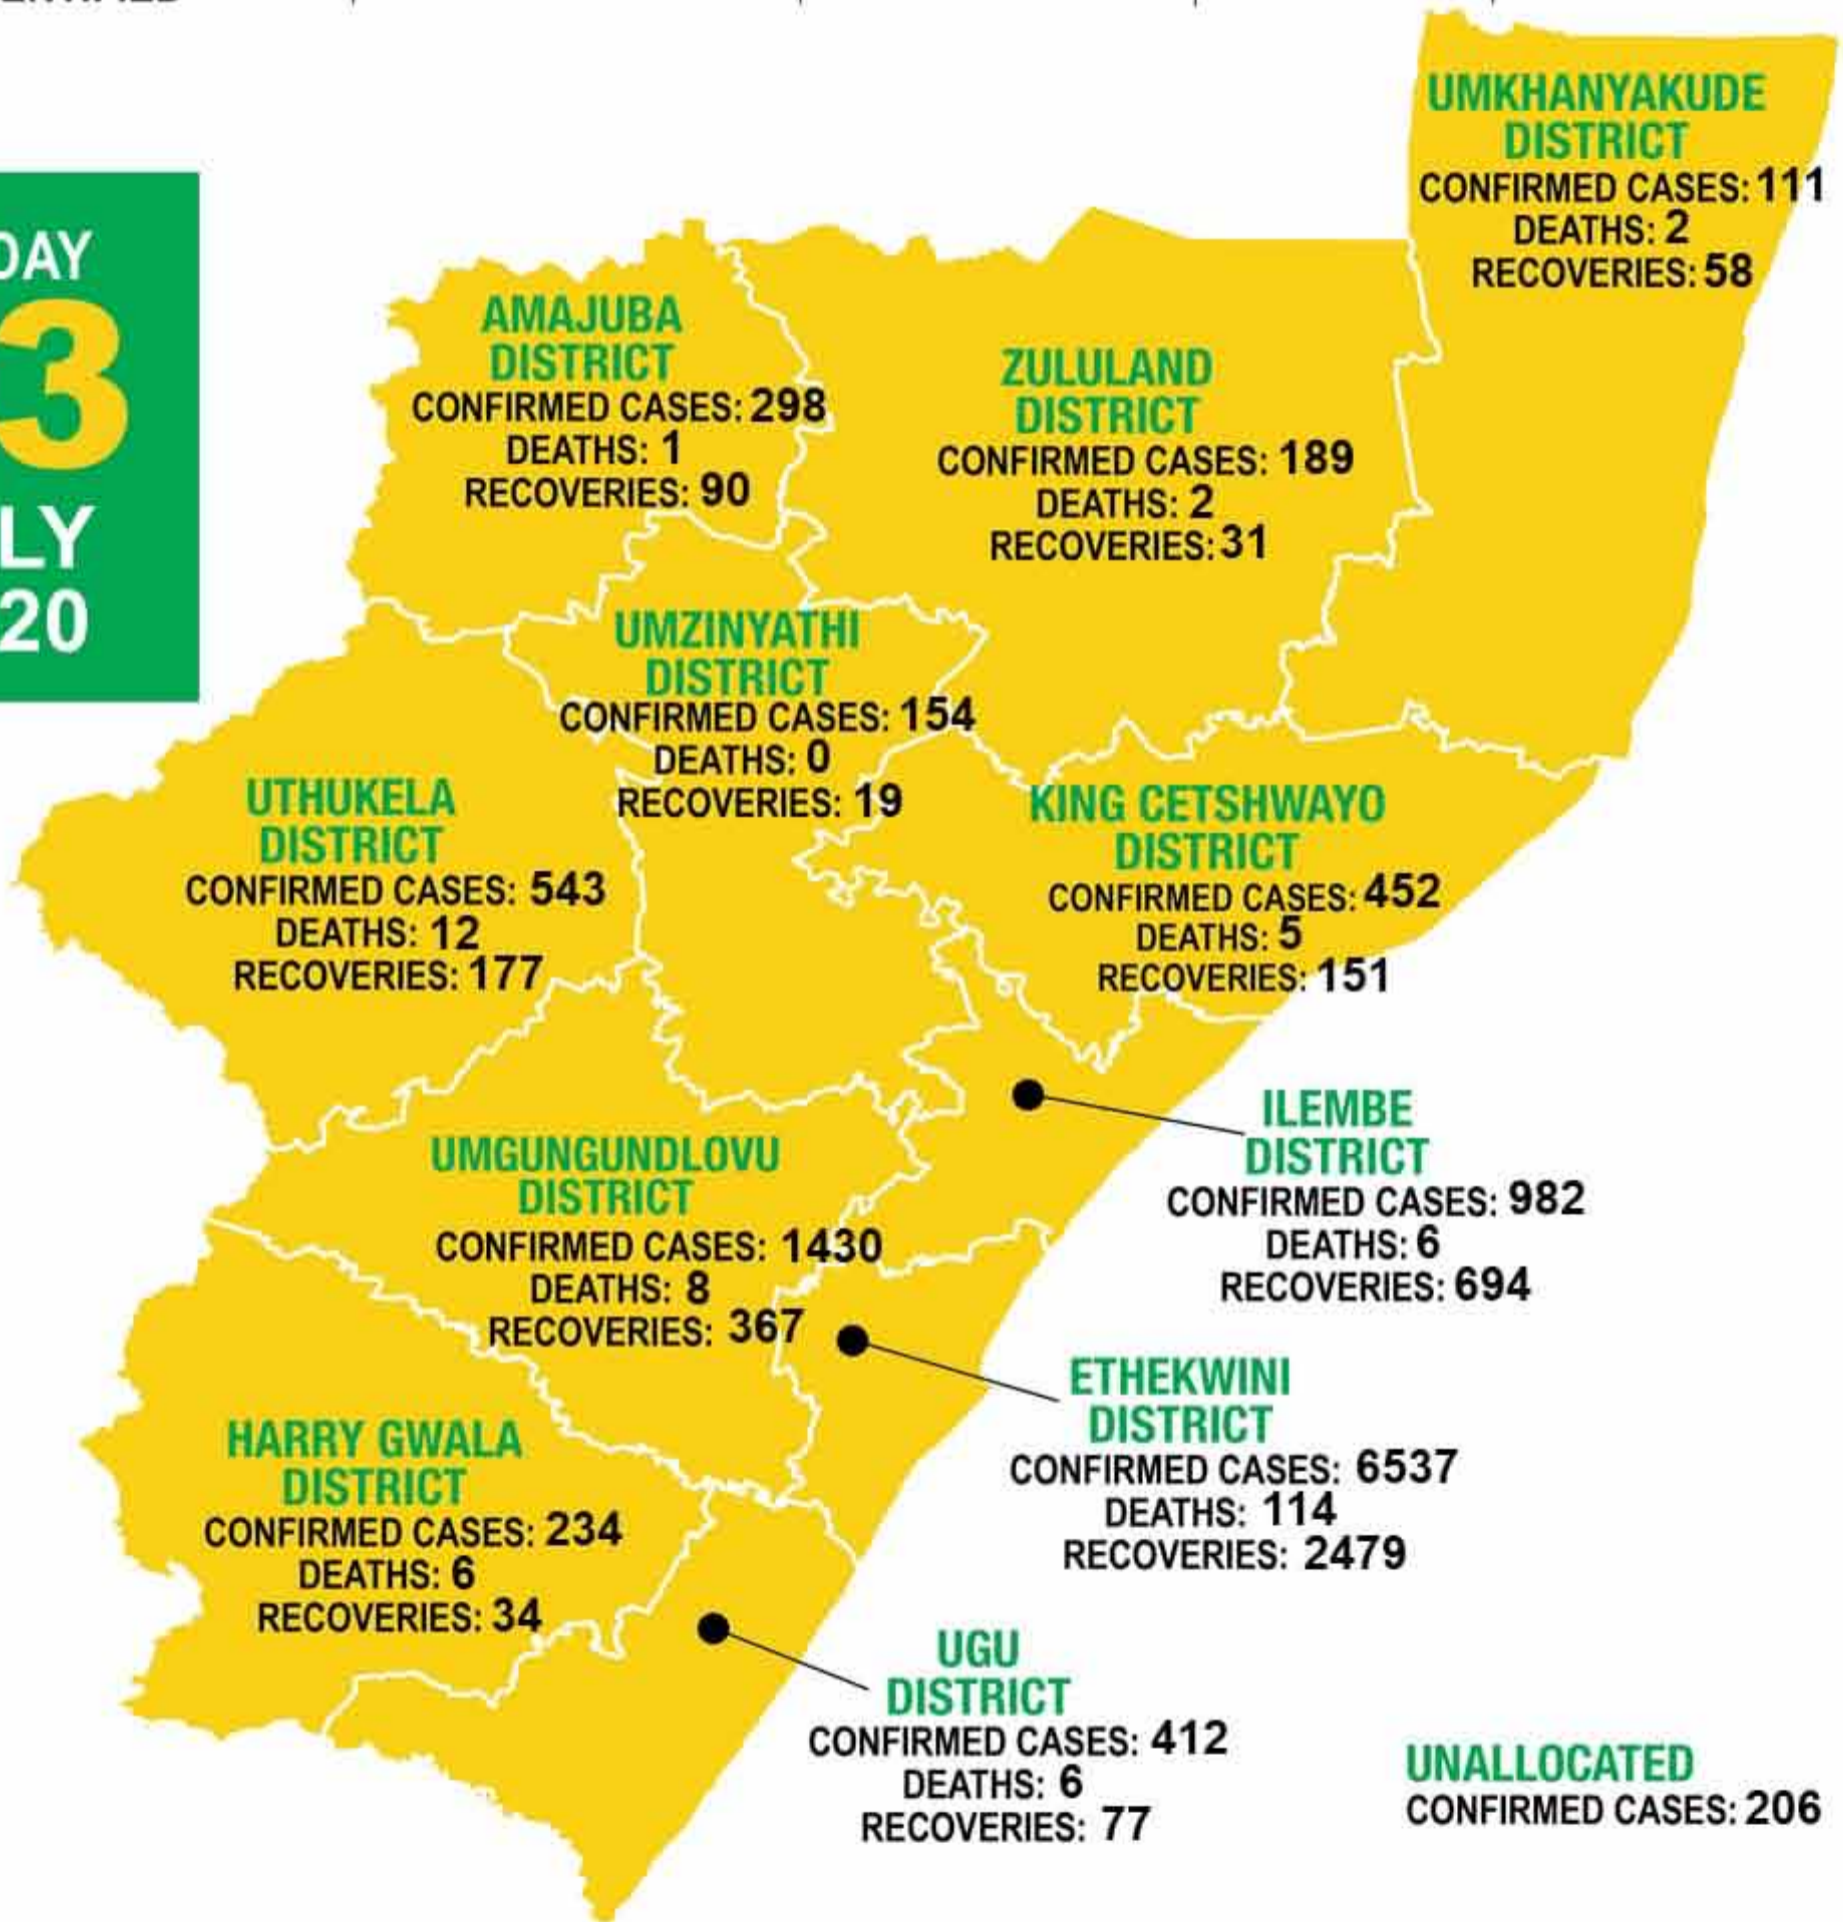 DAY
3
LY
20
UMKHANYAKUDE
DISTRICT
CONFIRMED CASES: 111
DEATHS: 2
RECOVERIES: 58
AMAJUBA
DISTRICT
CONFIRMED CASES: 298
DEATHS: 1
RECOVERIES: 90
ZULULAND
DISTRICT
CONFIRMED CASES: 189
DEATHS: 2
RECOVERIES: 31
UMZINYATHI
DISTRICT
CONFIRMED CASES: 154
DEATHS: 0
RECOVERIES: 19
UTHUKELA
DISTRICT
CONFIRMED CASES: 543
DEATHS: 12
RECOVERIES: 177
KING CETSHWAYO
DISTRICT
CONFIRMED CASES: 452
DEATHS: 5
RECOVERIES: 151
ILEMBE
DISTRICT
CONFIRMED CASES: 982
DEATHS: 6
RECOVERIES: 694
UMGUNGUNDLOVU
DISTRICT
CONFIRMED CASES: 1430
DEATHS: 8
RECOVERIES: 367
ETHEKWINI
DISTRICT
CONFIRMED CASES: 6537
DEATHS: 114
RECOVERIES: 2479
HARRY GWALA
DISTRICT
CONFIRMED CASES: 234
DEATHS: 6
RECOVERIES: 34
UGU
DISTRICT
CONFIRMED CASES: 412
DEATHS: 6
RECOVERIES: 77
UNALLOCATED
CONFIRMED CASES: 206